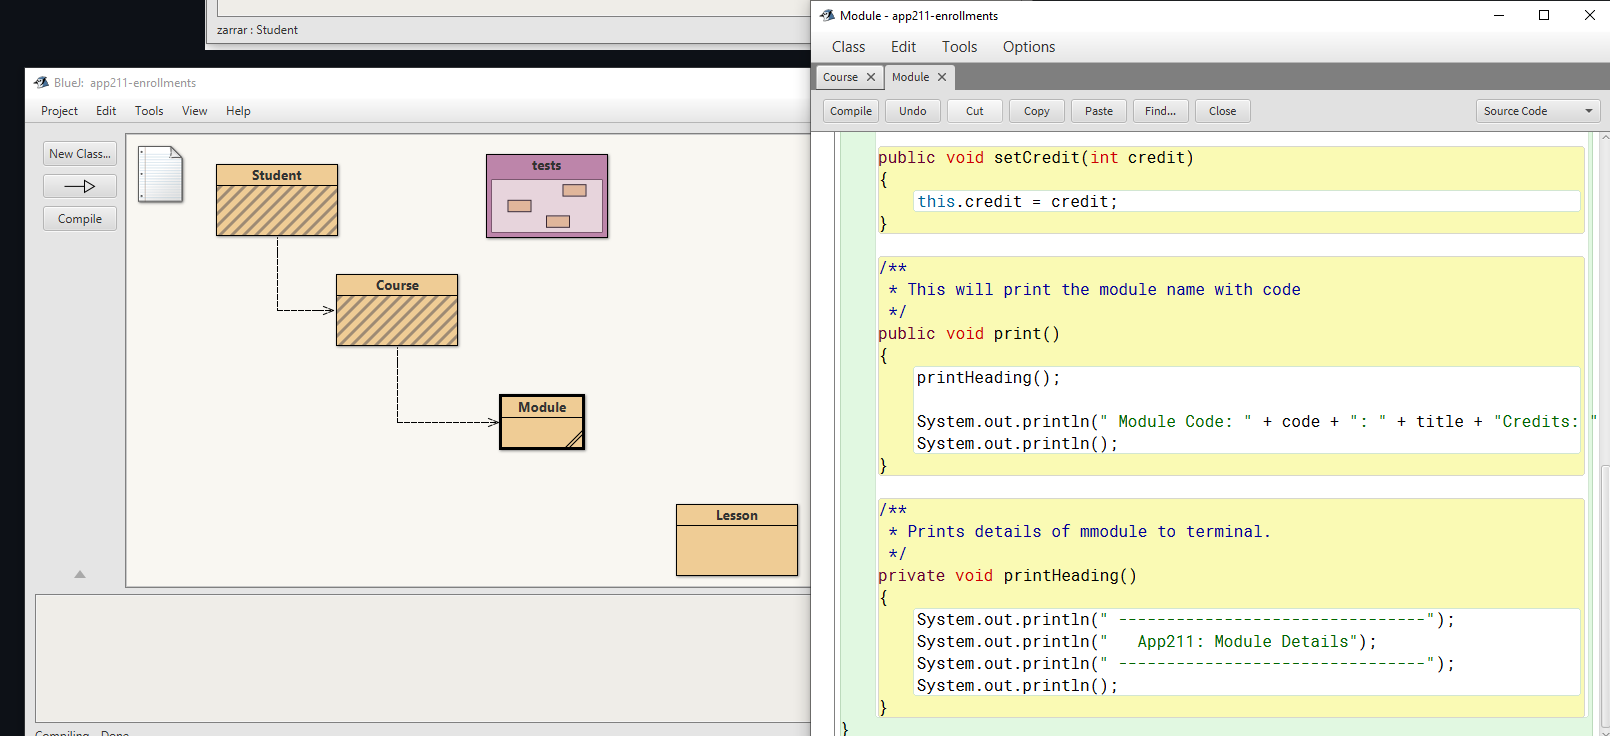 zarrar : Student
BlueJ: app211-enrollments
Project Edit Tools View Help
New Class...
Compile
Student
tests
Course
Module
Lesson
Compiling...Done
Module - app211-enrollments
Class Edit Tools Options
Course Module
Compile Undo Cut Copy Paste Find... Close Source Code
public void setCredit(int credit)
{
this.credit = credit;
}
/**
* This will print the module name with code
*/
public void print()
{
printHeading();
System.out.println(" Module Code: " + code + ": " + title + "Credits: "
System.out.println();
}
/**
* Prints details of mmodule to terminal.
*/
private void printHeading()
{
System.out.println(" --------------------------------");
System.out.println("   App211: Module Details");
System.out.println(" --------------------------------");
System.out.println();
}
}